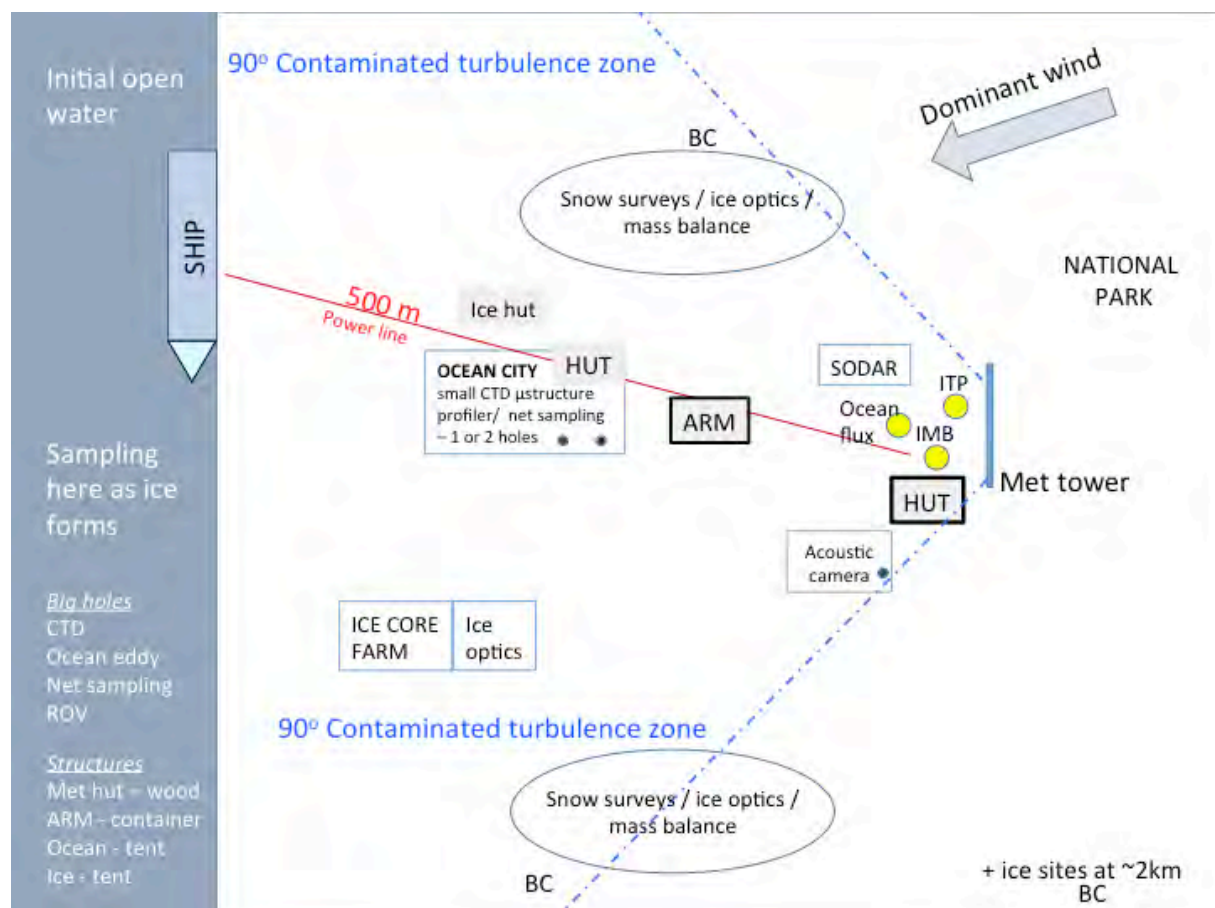 Initial open
water
SHIP
Sampling
here as ice
forms
Big holes
CTD
Ocean eddy
Net sampling
ROV
Structures
Met hut – wood
ARM - container
Ocean - tent
Ice - tent
90° Contaminated turbulence zone
Dominant wind
BC
Snow surveys / ice optics /
mass balance
NATIONAL
PARK
500 m
Power line
Ice hut
HUT
OCEAN CITY
small CTD µstructure
profiler/ net sampling
– 1 or 2 holes
ARM
SODAR
ITP
Ocean
flux
IMB
HUT
Met tower
Acoustic
camera
ICE CORE
FARM
Ice
optics
90° Contaminated turbulence zone
Snow surveys / ice optics /
mass balance
BC
+ ice sites at ~2km
BC